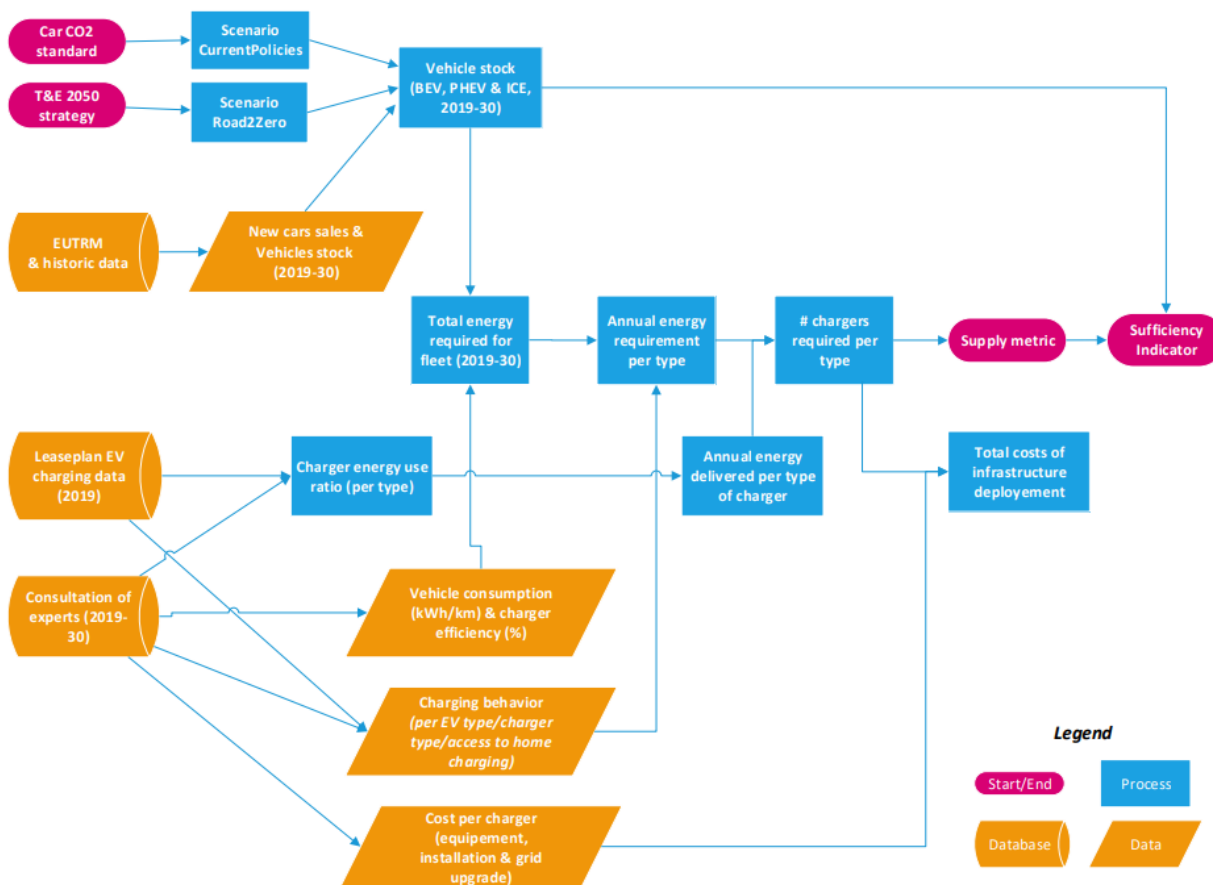 Car CO2
standard
Scenario
CurrentPolicies
Vehicle stock
(BEV, PHEV & ICE,
2019-30)
T&E 2050
strategy
Scenario
Road2Zero
EUTRM
& historic data
New cars sales &
Vehicles stock
(2019-30)
Total energy
required for
fleet (2019-30)
Annual energy
requirement
per type
# chargers
required per
type
Supply metric
Sufficiency
Indicator
Leaseplan EV
charging data
(2019)
Charger energy use
ratio (per type)
Annual energy
delivered per type
of charger
Total costs of
infrastructure
deployement
Consultation of
experts (2019-
30)
Vehicle consumption
(kWh/km) & charger
efficiency (%)
Charging behavior
(per EV type/charger
type/access to home
charging)
Cost per charger
(equipement,
installation & grid
upgrade)
Legend
Start/End
Process
Database
Data